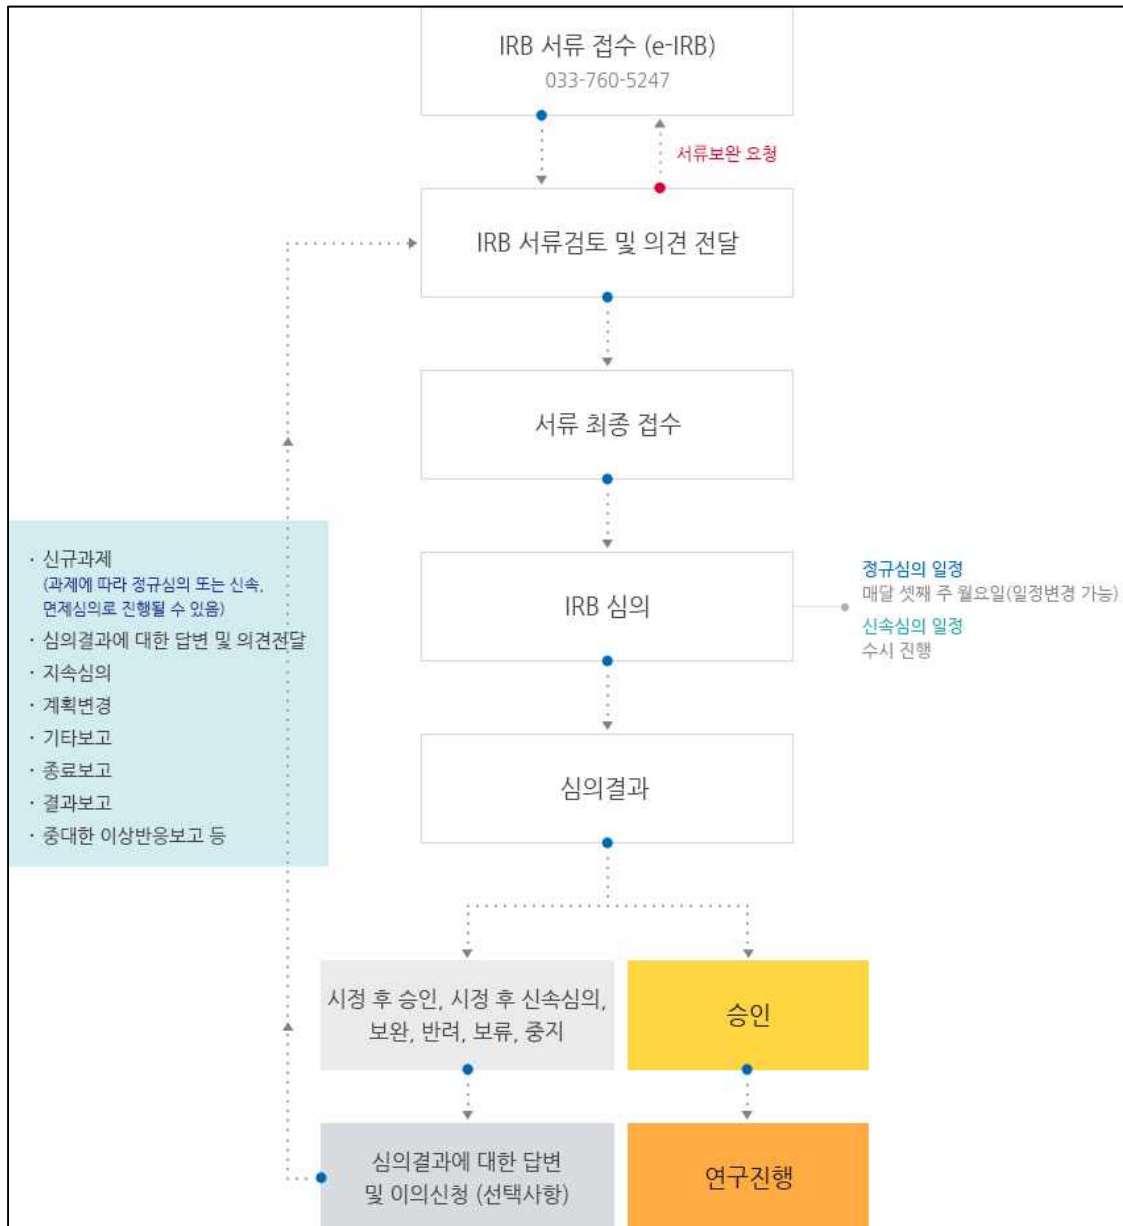 IRB 서류 접수 (e-IRB)
033-760-5247
서류보완 요청
IRB 서류검토 및 의견 전달
서류 최종 접수
· 신규과제
(과제에 따라 정규심의 또는 신속,
면제심의로 진행될 수 있음)
· 심의결과에 대한 답변 및 의견전달
· 지속심의
· 계획변경
· 기타보고
· 종료보고
· 결과보고
· 중대한 이상반응보고 등
IRB 심의
정규심의 일정
매달 셋째 주 월요일(일정변경 가능)
신속심의 일정
수시 진행
심의결과
시정 후 승인, 시정 후 신속심의,
보완, 반려, 보류, 중지
승인
심의결과에 대한 답변
및 이의신청 (선택사항)
연구진행